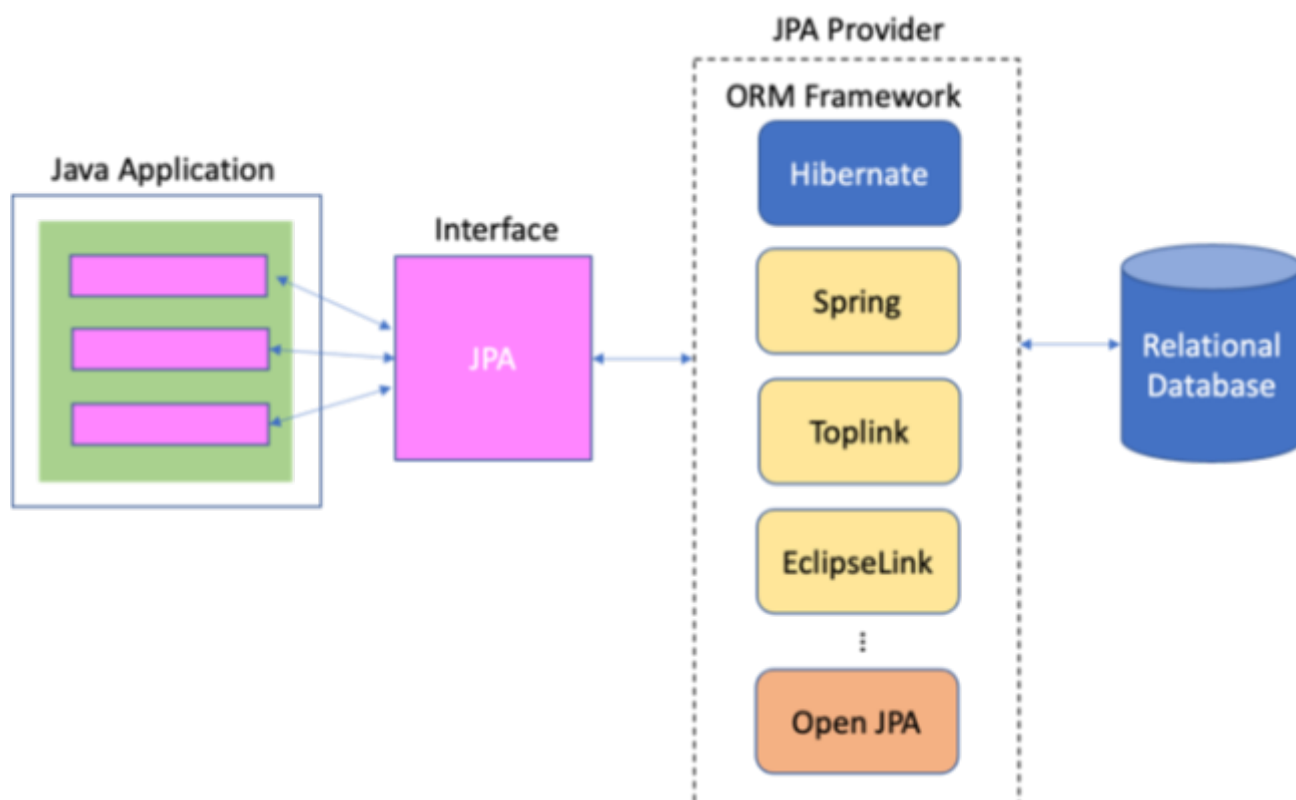 JPA Provider
ORM Framework
Java Application
Hibernate
Interface
Spring
JPA
Relational
Database
Toplink
EclipseLink
...
Open JPA